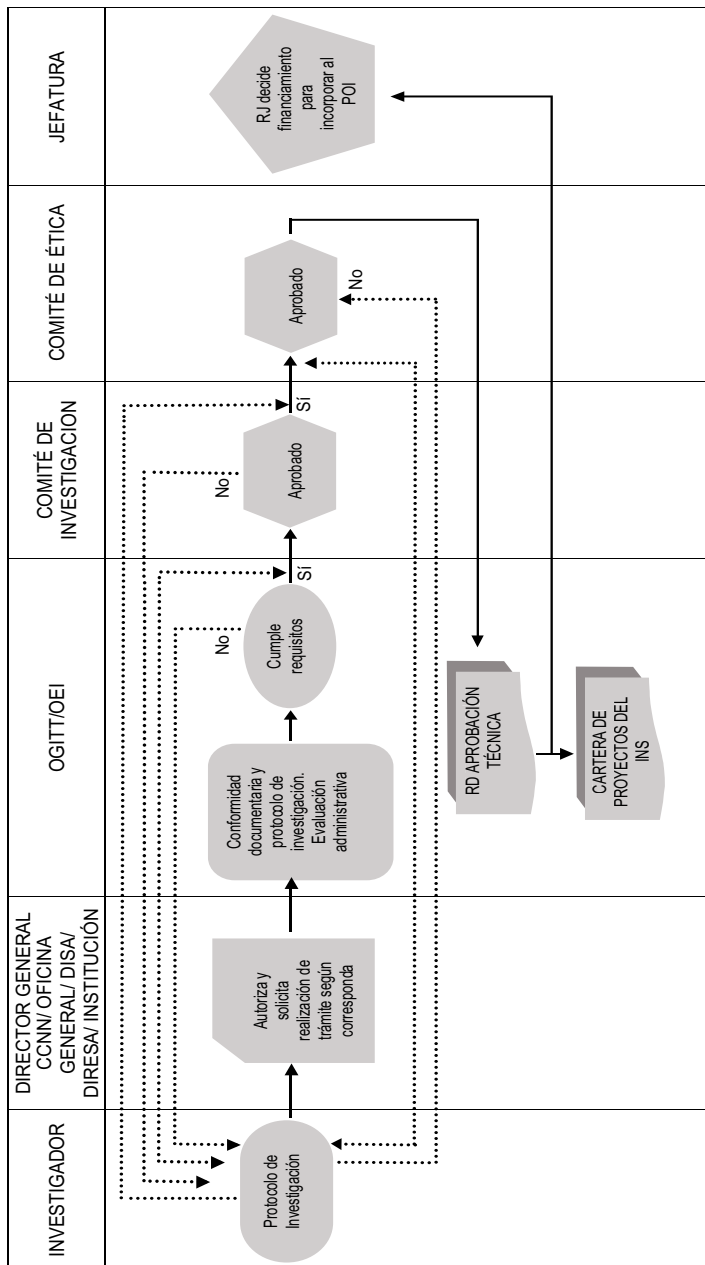 INVESTIGADOR
DIRECTOR GENERAL
CCNN/ OFICINA
GENERAL/ DISA/
DIRESA/ INSTITUCIÓN
OGITT/OEI
COMITÉ DE
INVESTIGACION
COMITÉ DE ÉTICA
JEFATURA
Protocolo de
Investigación
Autoriza y
solicita
realización de
trámite según
corresponda
Conformidad
documentaria y
protocolo de
investigación.
Evaluación
administrativa
No
Cumple
requisitos
Sí
No
Aprobado
Sí
Aprobado
No
RJ decide
financiamiento
para
incorporar al
POI
RD APROBACIÓN
TÉCNICA
CARTERA DE
PROYECTOS DEL
INS